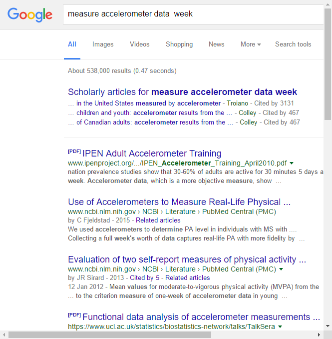 Google
measure accelerometer data week
All Images Videos Shopping News More Search tools
About 538,000 results (0.47 seconds)
Scholarly articles for measure accelerometer data week
... in the United States measured by accelerometer - Troiano - Cited by 3131
... children and youth: accelerometer results from the ... - Colley - Cited by 467
... of Canadian adults: accelerometer results from the ... - Colley - Cited by 467
[PDF] IPEN Adult Accelerometer Training
www.ipenproject.org/.../IPEN_Accelerometer_Training_April2010.pdf
nation prevalence studies show that 30-60% of adults are active for 30 minutes 5 days a
week. Accelerometer data, which is a more objective measure, show ...
Use of Accelerometers to Measure Real-Life Physical ...
www.ncbi.nlm.nih.gov › NCBI › Literature › PubMed Central (PMC)
by C Fjeldstad - 2015 - Related articles
We used accelerometers to determine PA level in individuals with MS with ...
Collecting a full week's worth of data captures real-life PA with more fidelity by ...
Evaluation of two self-report measures of physical activity ...
www.ncbi.nlm.nih.gov › NCBI › Literature › PubMed Central (PMC)
by JR Sirard - 2013 - Cited by 5 - Related articles
12 Jan 2012 - Mean values for moderate-to-vigorous physical activity (MVPA) from the
... to the criterion measure of one-week of accelerometer data in young ...
[PDF] Functional data analysis of accelerometer measurements ...
https://www.ucl.ac.uk/statistics/biostatistics-network/talks/TalkSera